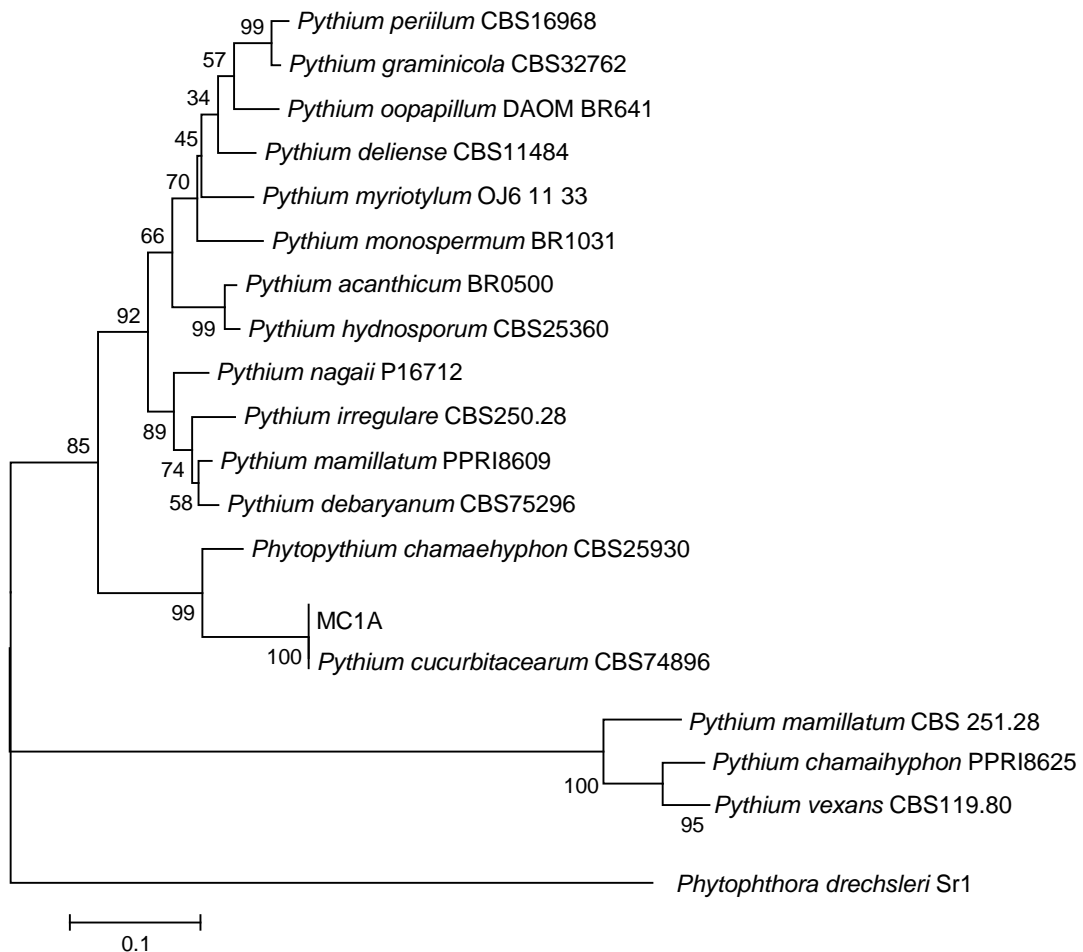 Pythium periilum CBS16968
99
Pythium graminicola CBS32762
57
Pythium oopapillum DAOM BR641
34
Pythium deliense CBS11484
45
Pythium myriotylum OJ6 11 33
70
Pythium monospermum BR1031
66
Pythium acanthicum BR0500
92
99
Pythium hydnosporum CBS25360
Pythium nagaii P16712
Pythium irregulare CBS250.28
89
85
Pythium mamillatum PPRI8609
74
58
Pythium debaryanum CBS75296
Phytopythium chamaehyphon CBS25930
99
MC1A
100
Pythium cucurbitacearum CBS74896
Pythium mamillatum CBS 251.28
Pythium chamaihyphon PPRI8625
100
Pythium vexans CBS119.80
95
Phytophthora drechsleri Sr1
0.1